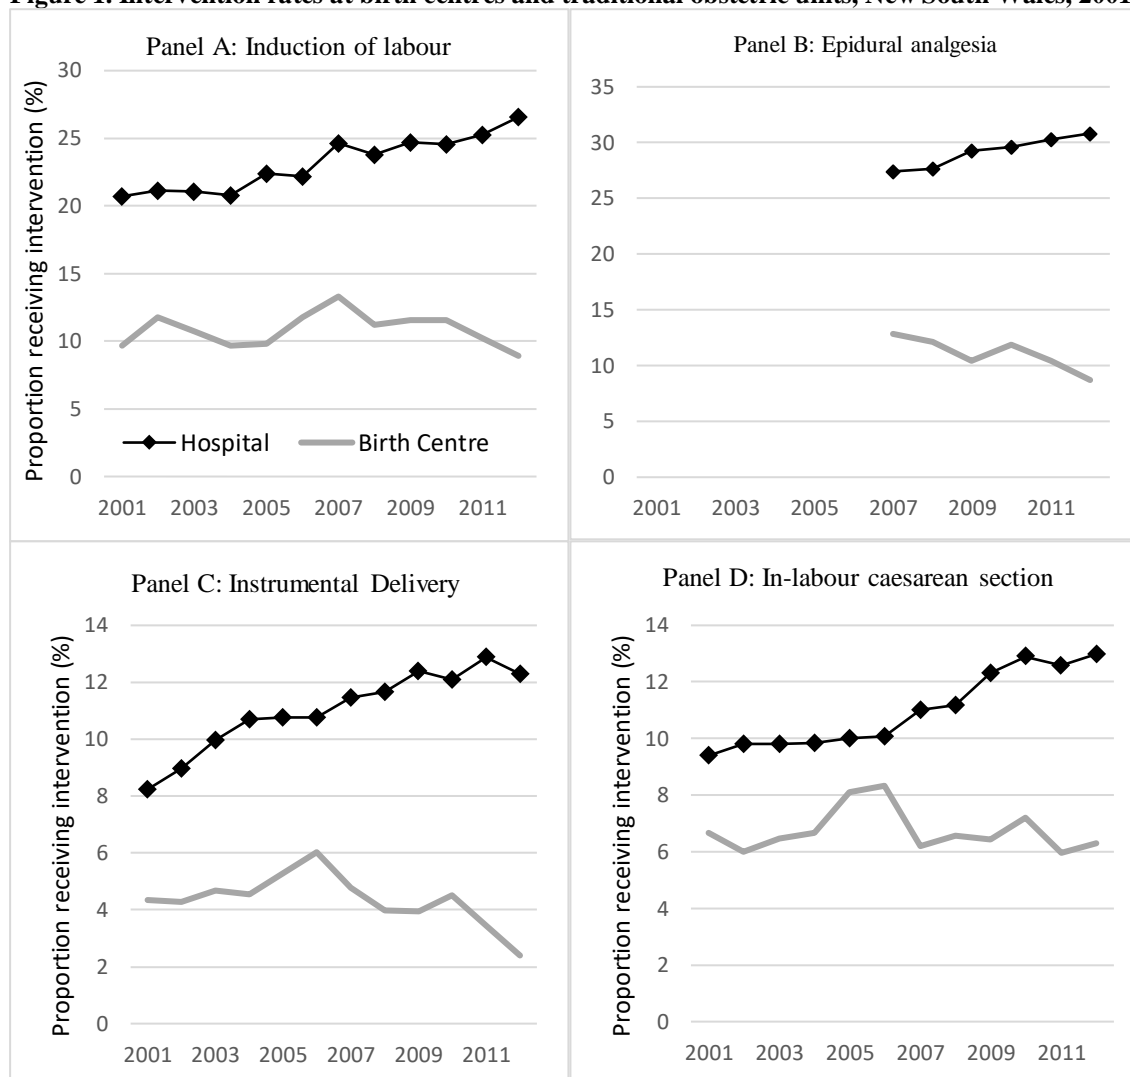 Figure 1. Intervention rates at birth centres and traditional obstetric units, New South Wales, 2001
Panel A: Induction of labour
Proportion receiving intervention (%)
30
25
20
15
10
5
0
Hospital Birth Centre
2001 2003 2005 2007 2009 2011
Panel B: Epidural analgesia
35
30
25
20
15
10
5
0
2001 2003 2005 2007 2009 2011
Panel C: Instrumental Delivery
Proportion receiving intervention (%)
14
12
10
8
6
4
2
0
2001 2003 2005 2007 2009 2011
Panel D: In-labour caesarean section
Proportion receiving intervention (%)
14
12
10
8
6
4
2
0
2001 2003 2005 2007 2009 2011